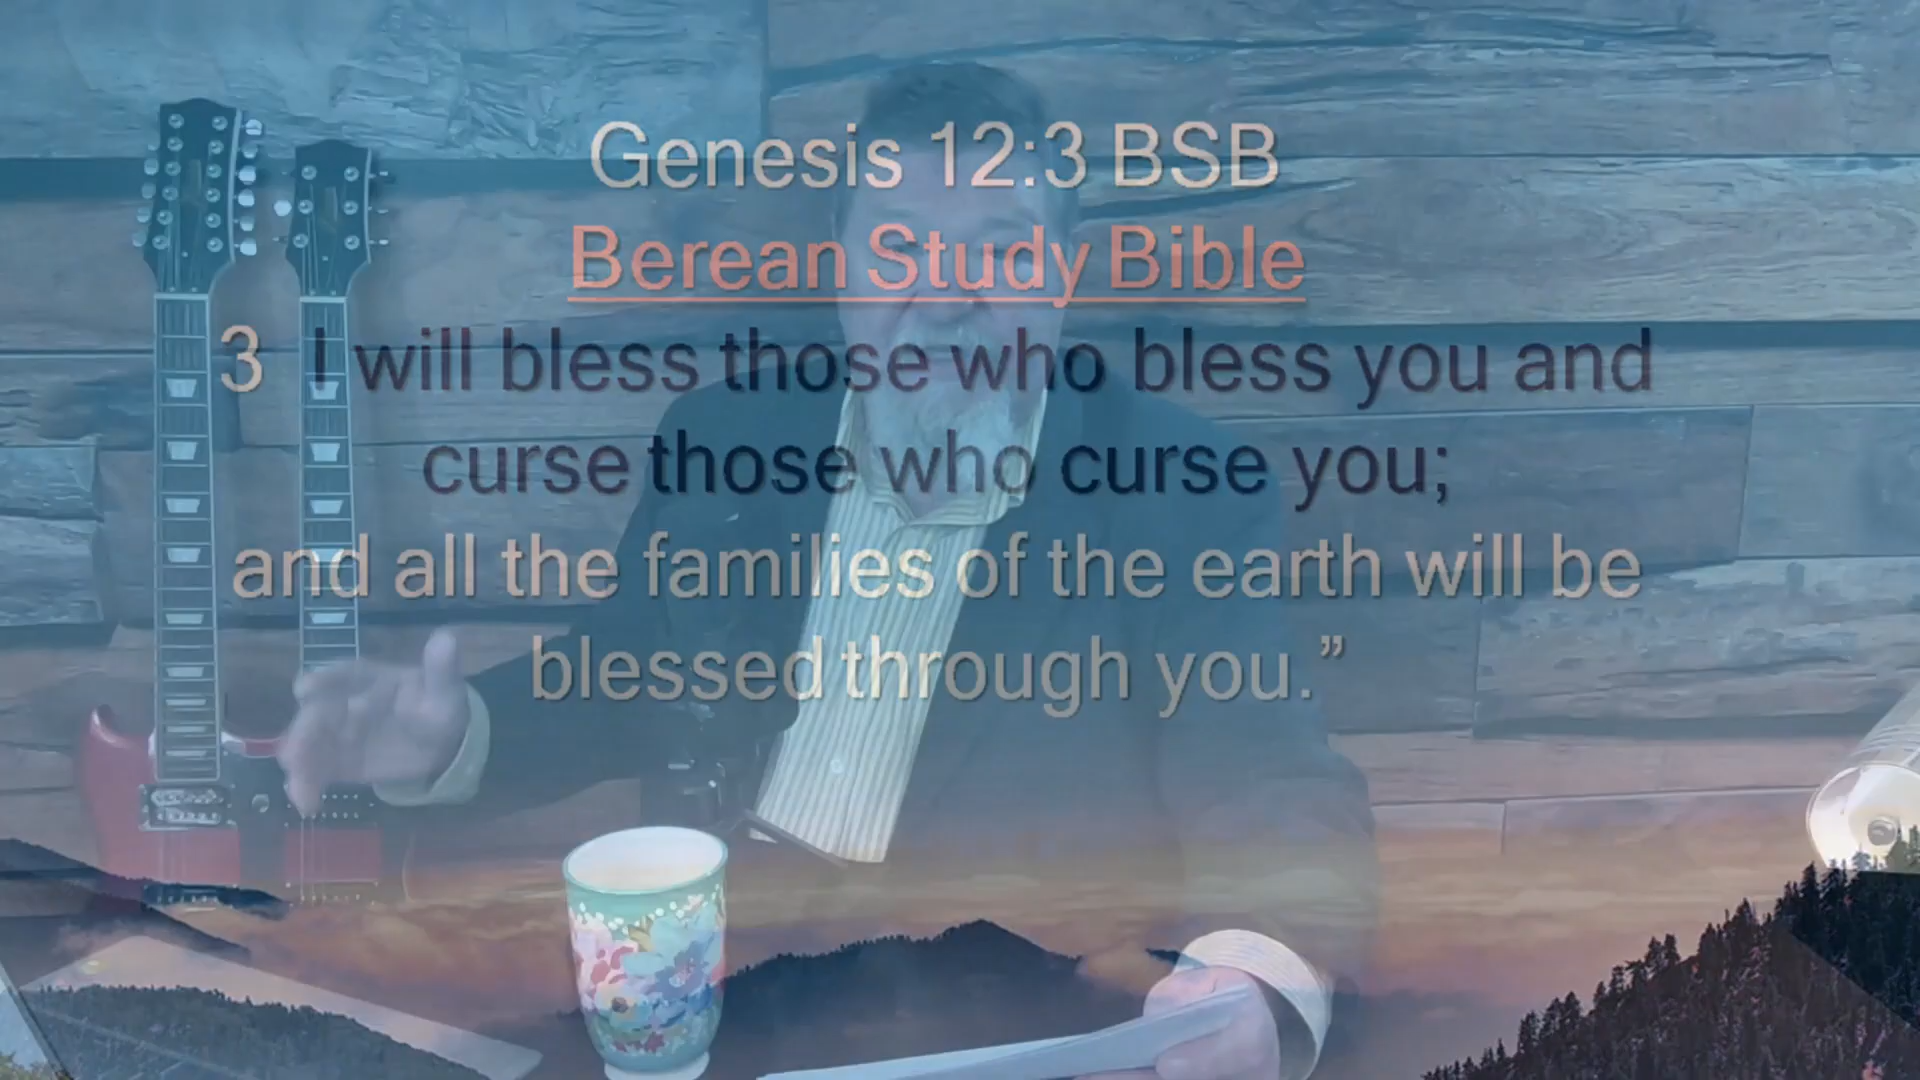 Genesis 12:3 BSB
Berean Study Bible
3 I will bless those who bless you and
curse those who curse you;
and all the families of the earth will be
blessed through you.”